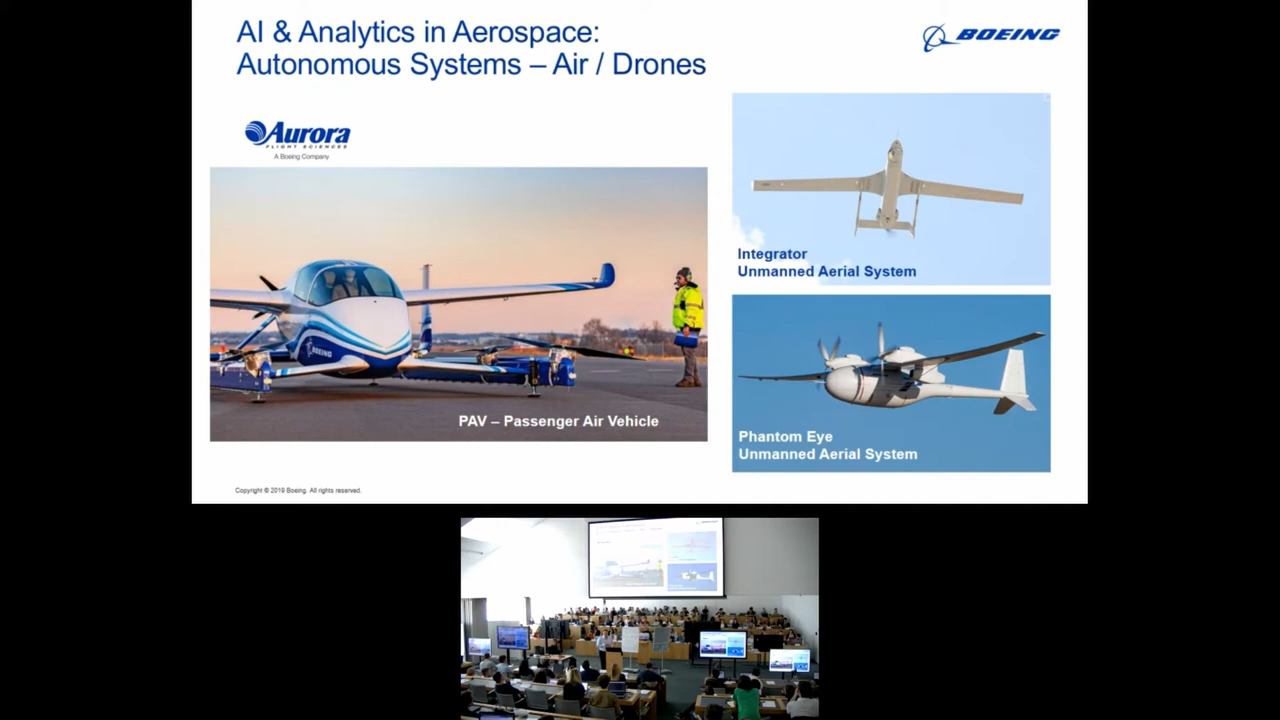 AI & Analytics in Aerospace:
Autonomous Systems – Air / Drones
BOEING
Aurora
FLIGHT SCIENCES
A Boeing Company
BOEING
PAV – Passenger Air Vehicle
Integrator
Unmanned Aerial System
Phantom Eye
Unmanned Aerial System
Copyright © 2019 Boeing. All rights reserved.